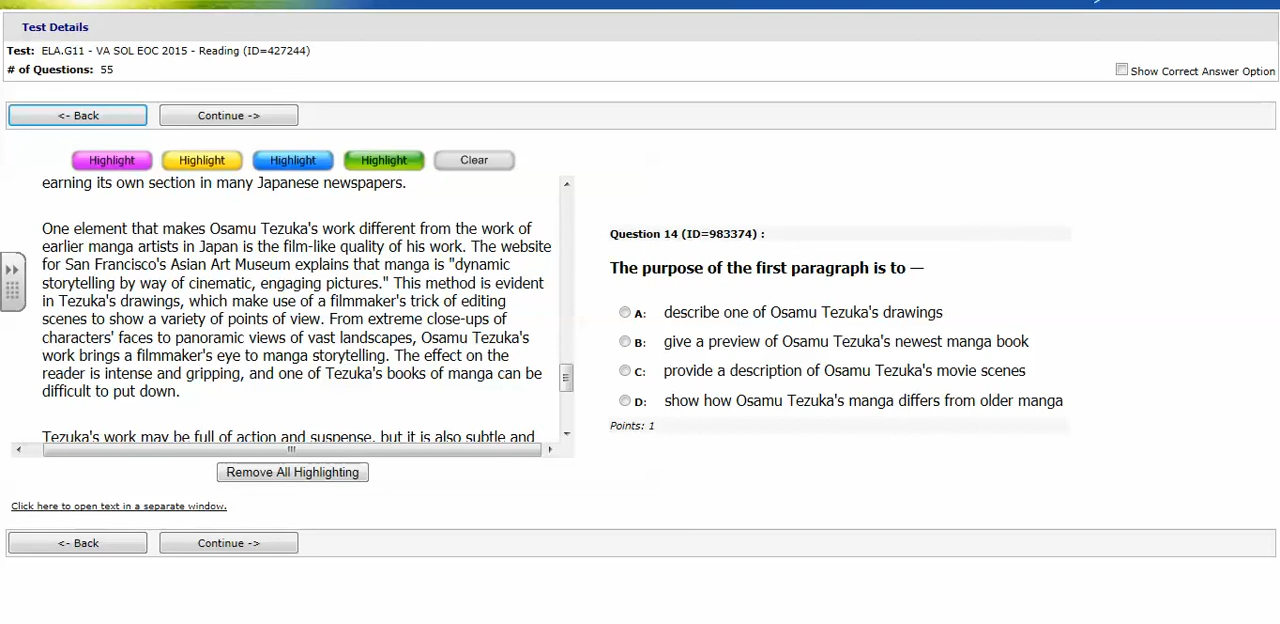 Test Details
Test: ELA.G11 - VA SOL EOC 2015 - Reading (ID=427244)
# of Questions: 55
Show Correct Answer Option
<- Back
Continue ->
Highlight
Highlight
Highlight
Highlight
Clear
earning its own section in many Japanese newspapers.
One element that makes Osamu Tezuka's work different from the work of
earlier manga artists in Japan is the film-like quality of his work. The website
for San Francisco's Asian Art Museum explains that manga is "dynamic
storytelling by way of cinematic, engaging pictures." This method is evident
in Tezuka's drawings, which make use of a filmmaker's trick of editing
scenes to show a variety of points of view. From extreme close-ups of
characters' faces to panoramic views of vast landscapes, Osamu Tezuka's
work brings a filmmaker's eye to manga storytelling. The effect on the
reader is intense and gripping, and one of Tezuka's books of manga can be
difficult to put down.
Tezuka's work may be full of action and suspense, but it is also subtle and
Remove All Highlighting
Click here to open text in a separate window.
Question 14 (ID=983374) :
The purpose of the first paragraph is to —
A: describe one of Osamu Tezuka's drawings
B: give a preview of Osamu Tezuka's newest manga book
C: provide a description of Osamu Tezuka's movie scenes
D: show how Osamu Tezuka's manga differs from older manga
Points: 1
<- Back
Continue ->